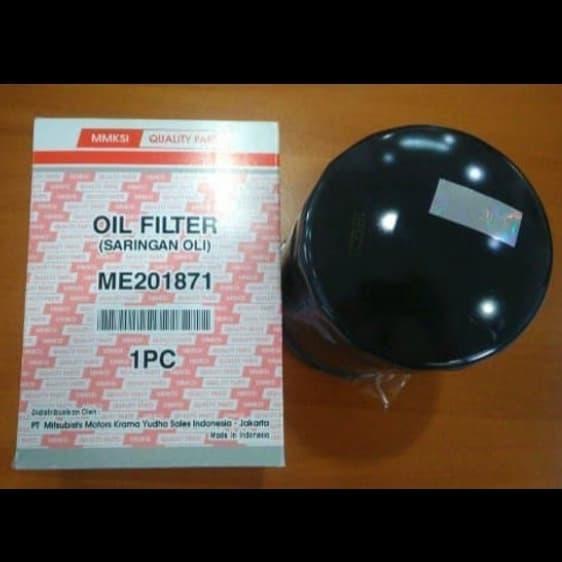 MMKSI QUALITY PARTS
OIL FILTER
(SARINGAN OLI)
ME201871
1PC
Didistribusikan Oleh :
PT Mitsubishi Motors Krama Yudha Sales Indonesia - Jakarta
Made in Indonesia